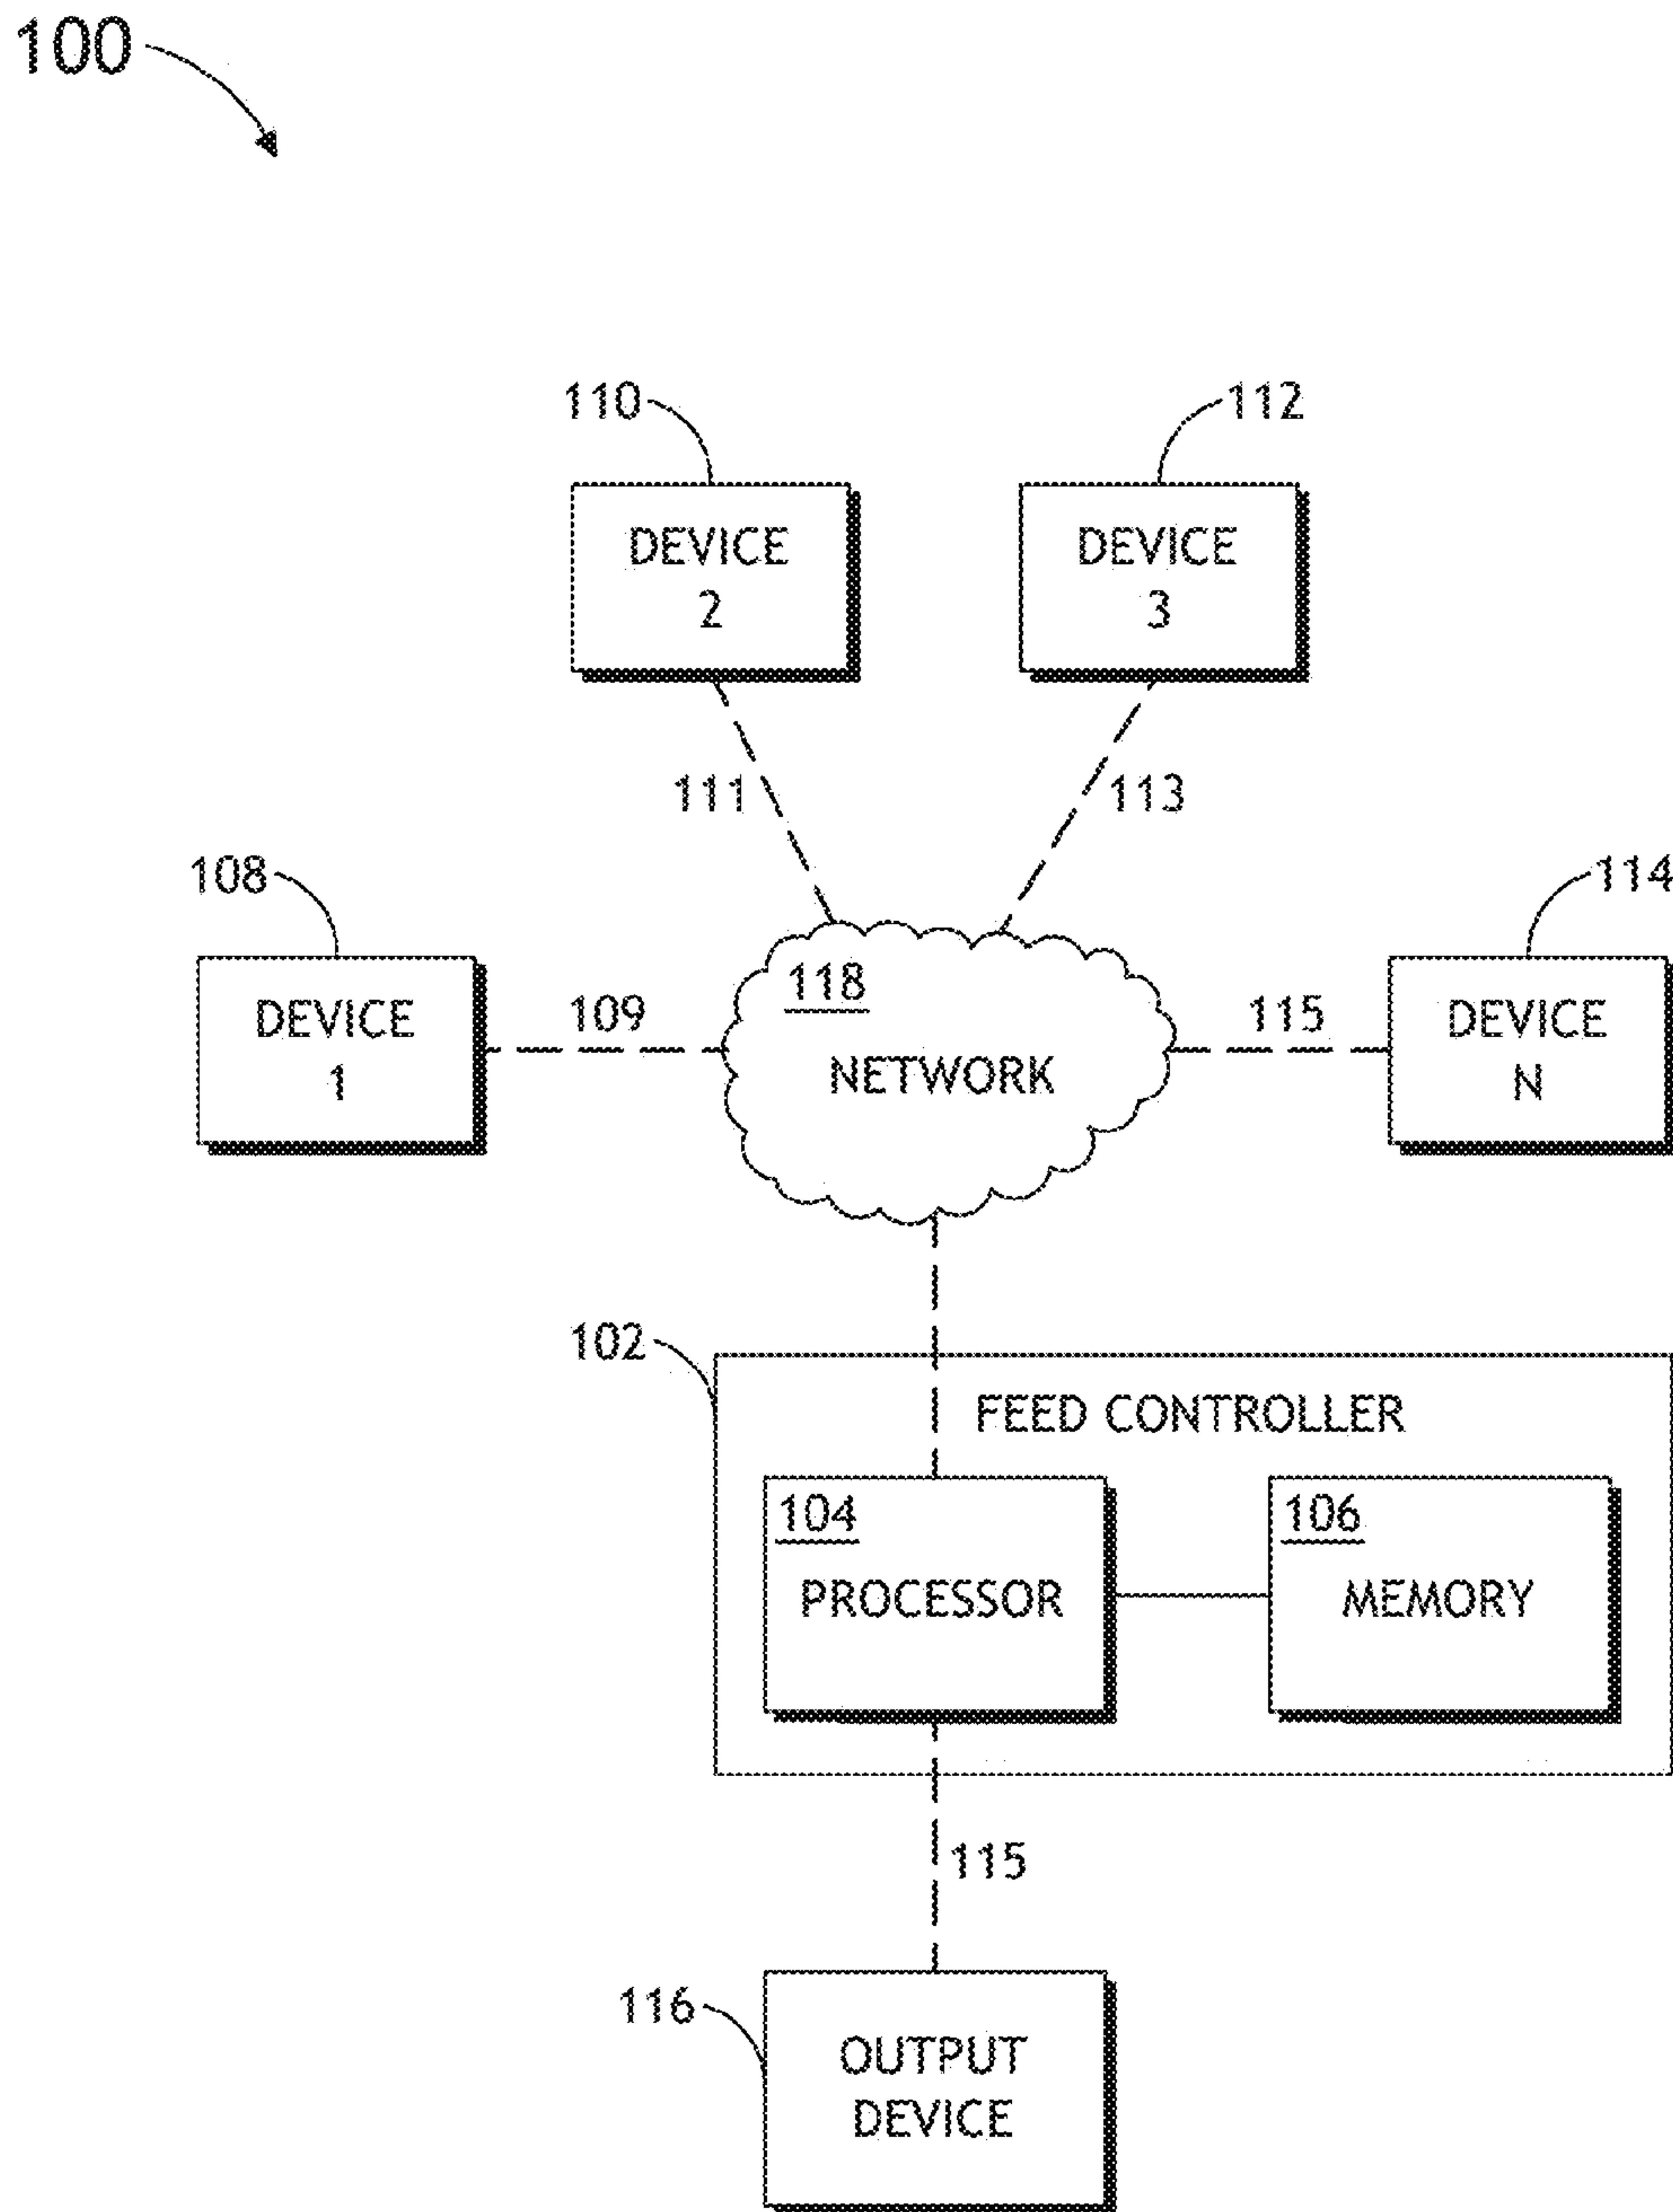 100
110
112
DEVICE
2
DEVICE
3
111
113
108
114
DEVICE
1
109
118
NETWORK
115
DEVICE
N
102
FEED CONTROLLER
104
PROCESSOR
106
MEMORY
115
116
OUTPUT
DEVICE